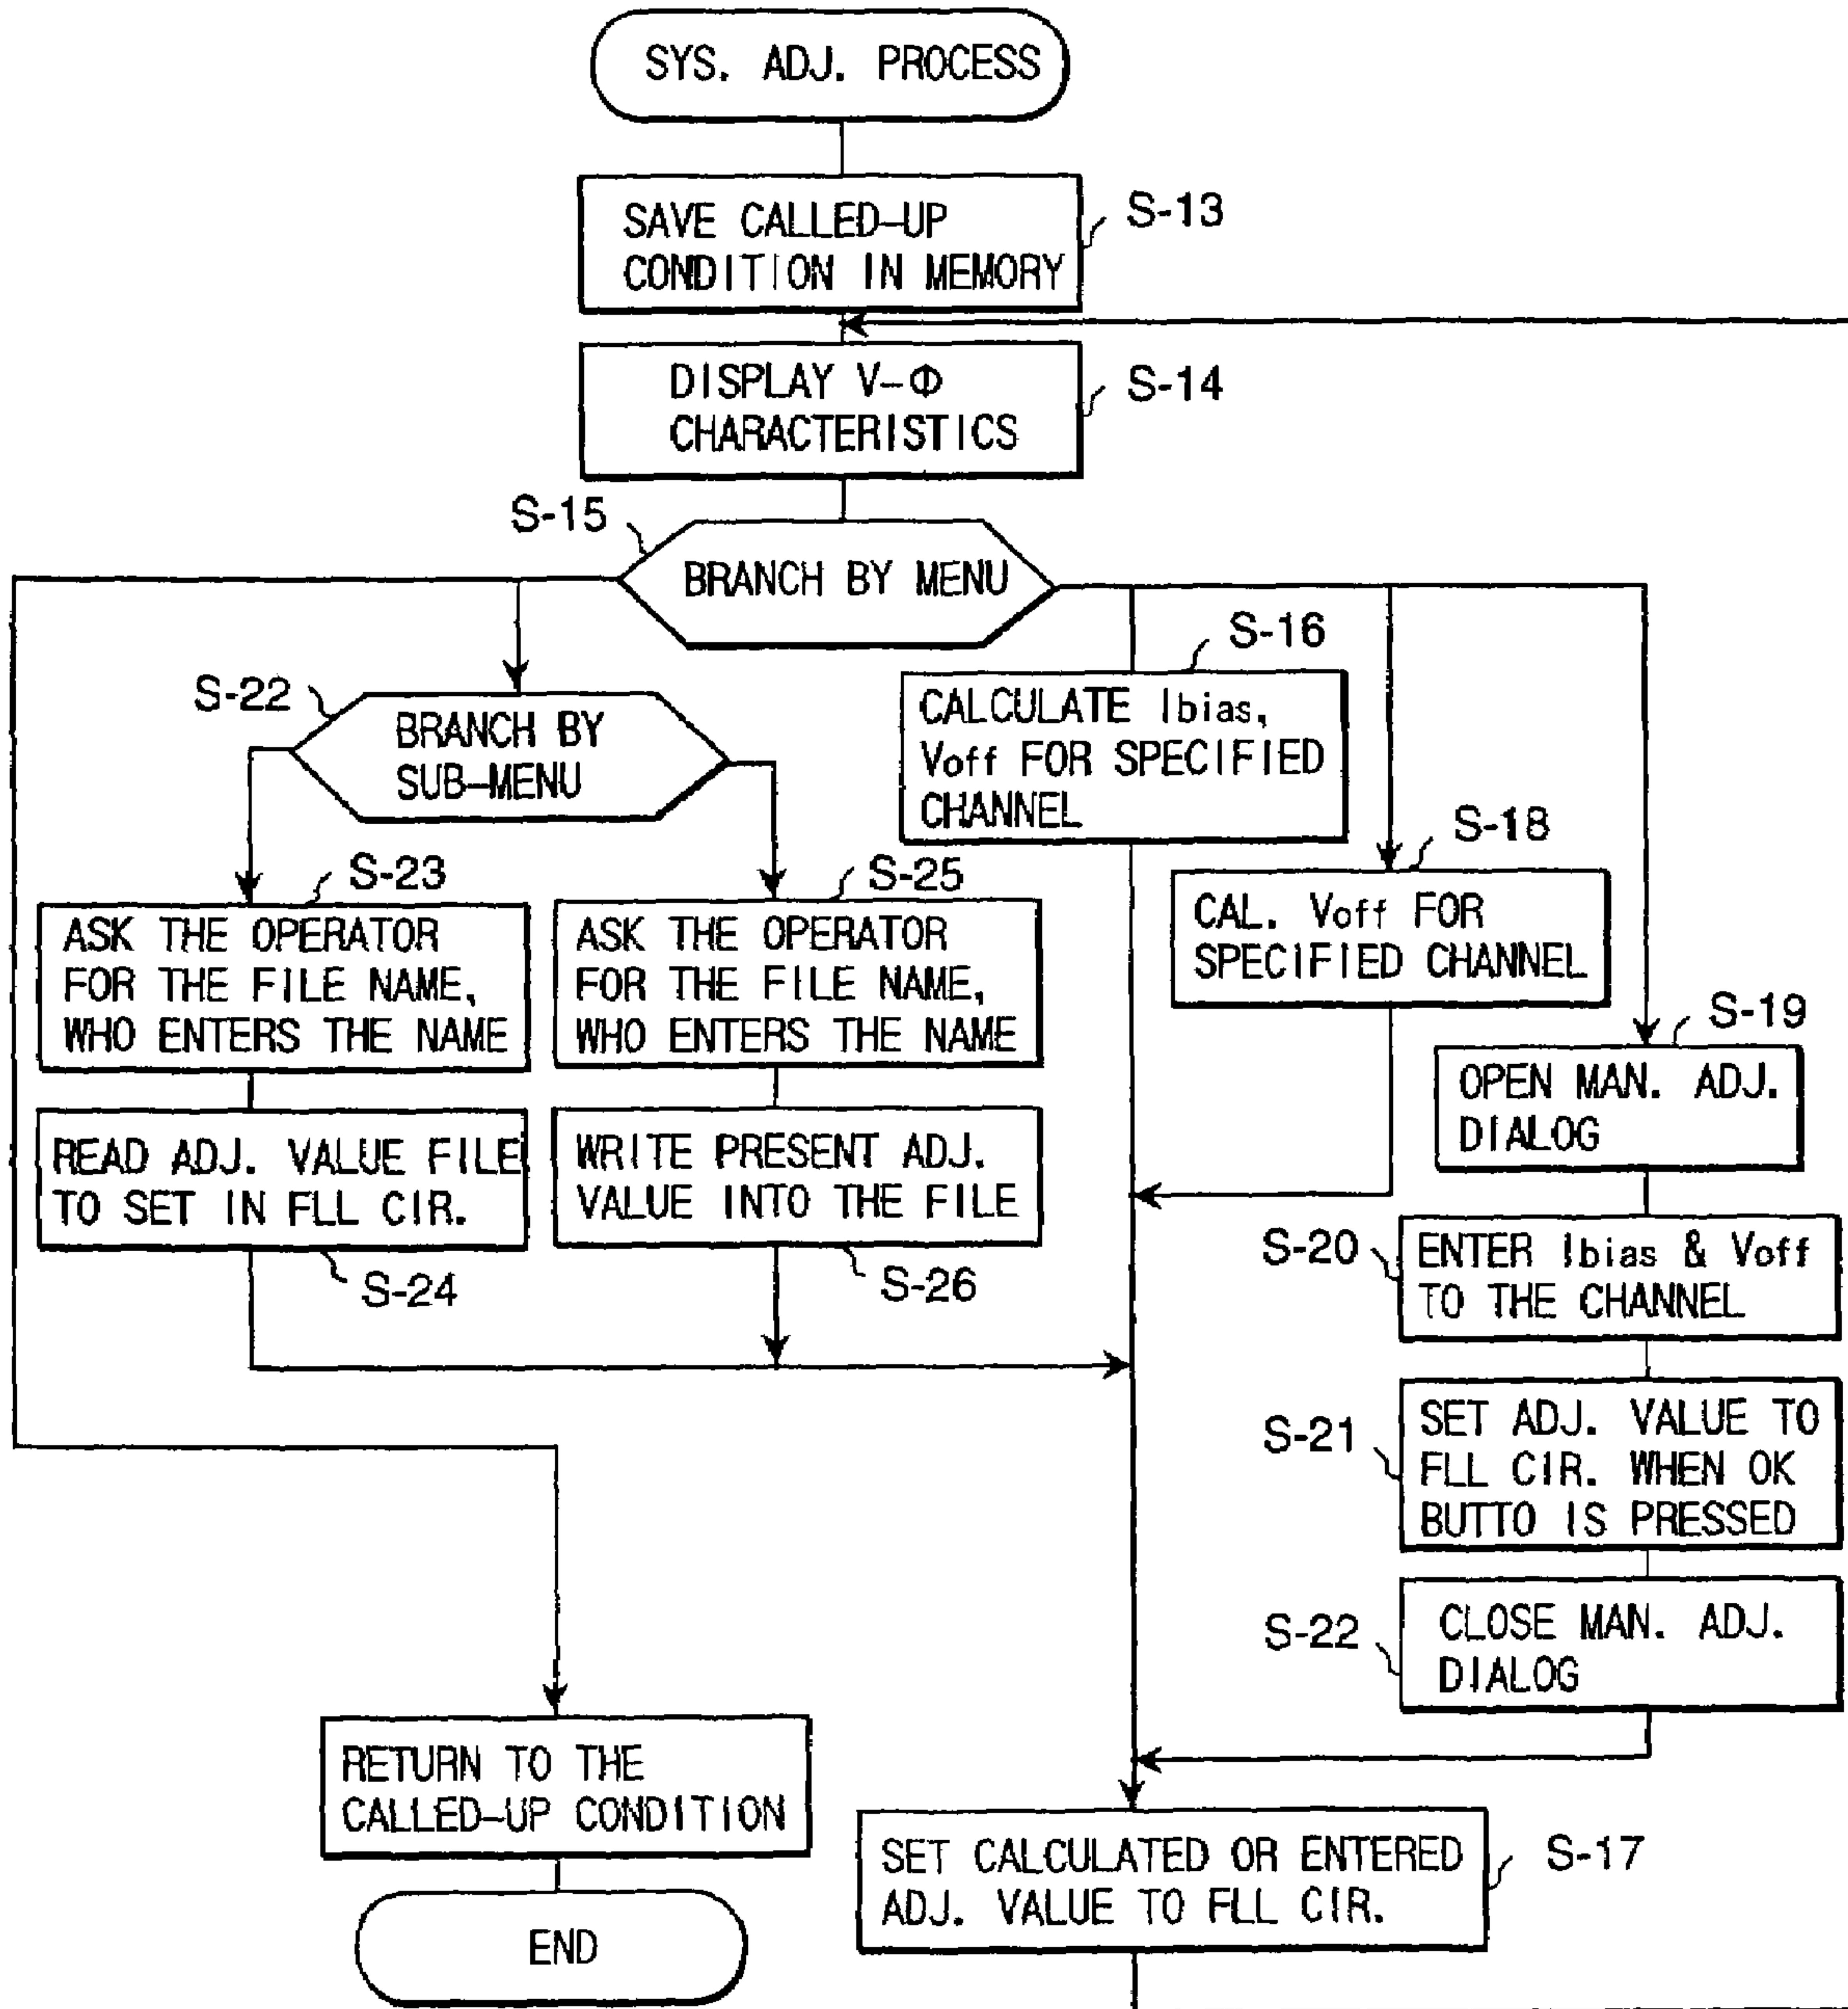 SYS. ADJ. PROCESS
SAVE CALLED-UP
CONDITION IN MEMORY
S-13
DISPLAY V-Φ
CHARACTERISTICS
S-14
S-15
BRANCH BY MENU
S-16
CALCULATE Ibias,
Voff FOR SPECIFIED
CHANNEL
S-22
BRANCH BY
SUB-MENU
S-18
CAL. Voff FOR
SPECIFIED CHANNEL
S-23
ASK THE OPERATOR
FOR THE FILE NAME,
WHO ENTERS THE NAME
S-25
ASK THE OPERATOR
FOR THE FILE NAME,
WHO ENTERS THE NAME
S-19
OPEN MAN. ADJ.
DIALOG
READ ADJ. VALUE FILE
TO SET IN FLL CIR.
S-24
WRITE PRESENT ADJ.
VALUE INTO THE FILE
S-26
S-20
ENTER Ibias & Voff
TO THE CHANNEL
S-21
SET ADJ. VALUE TO
FLL CIR. WHEN OK
BUTTO IS PRESSED
S-22
CLOSE MAN. ADJ.
DIALOG
RETURN TO THE
CALLED-UP CONDITION
SET CALCULATED OR ENTERED
ADJ. VALUE TO FLL CIR.
S-17
END